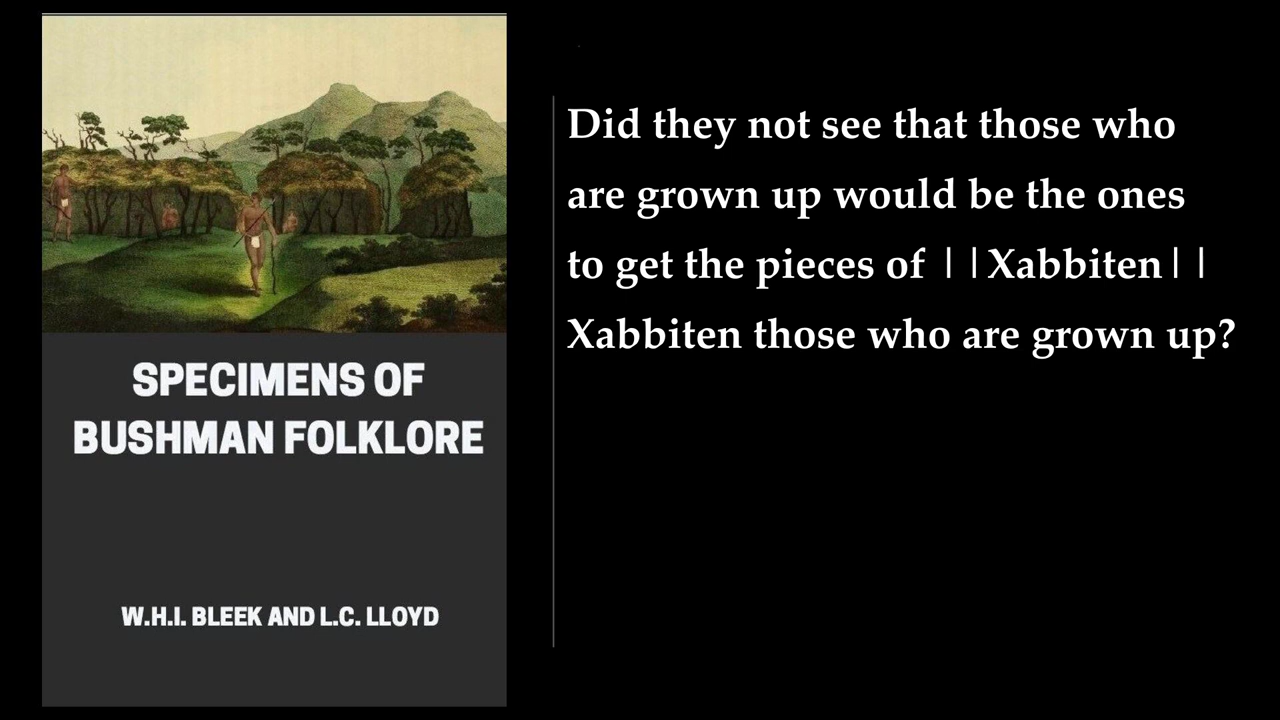 SPECIMENS OF
BUSHMAN FOLKLORE
W.H.I. BLEEK AND L.C. LLOYD
Did they not see that those who
are grown up would be the ones
to get the pieces of ||Xabbiten||
Xabbiten those who are grown up?